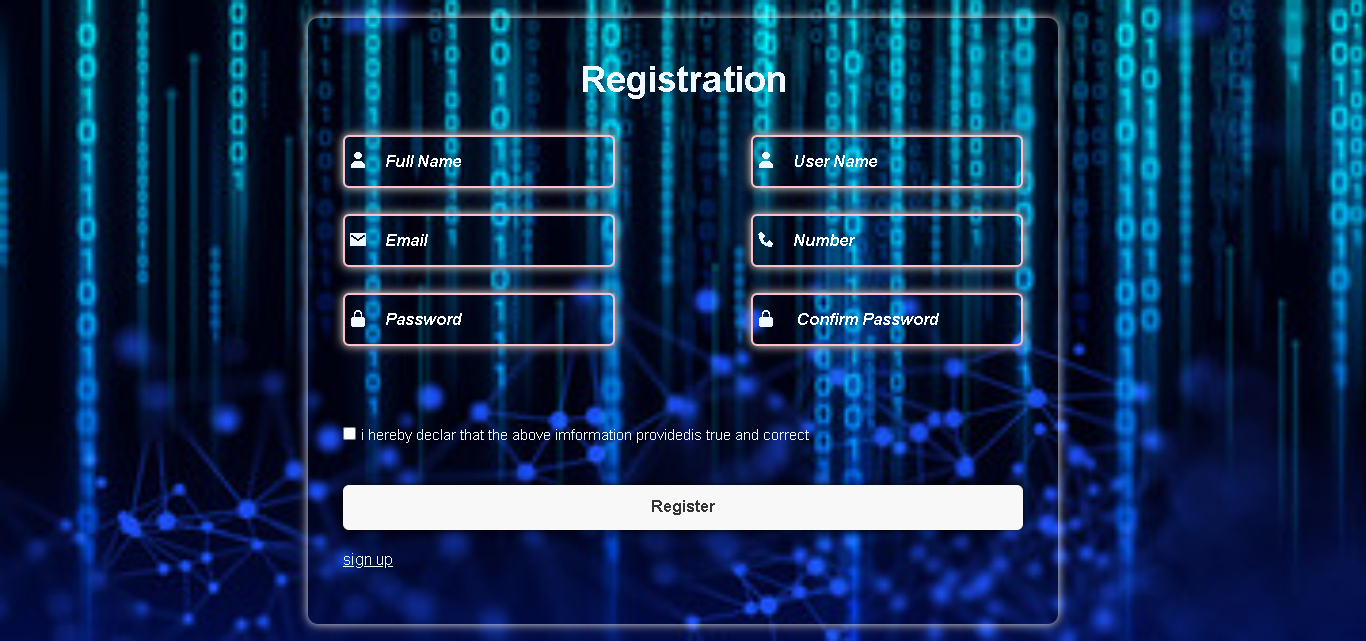 Registration
Full Name
User Name
Email
Number
Password
Confirm Password
i hereby declar that the above imformation providedis true and correct
Register
sign up